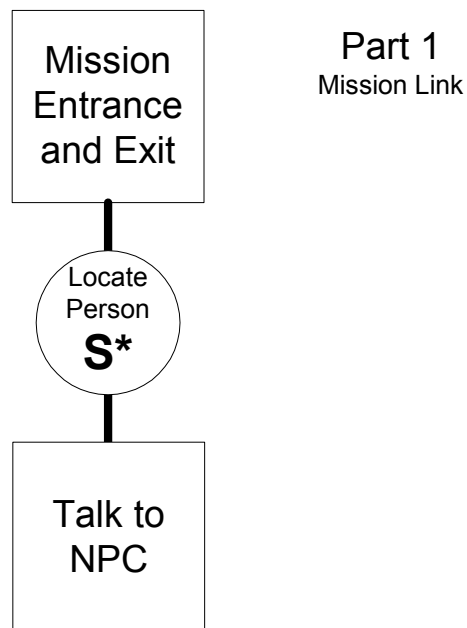 Mission
Entrance
and Exit
Part 1
Mission Link
Locate
Person
S*
Talk to
NPC